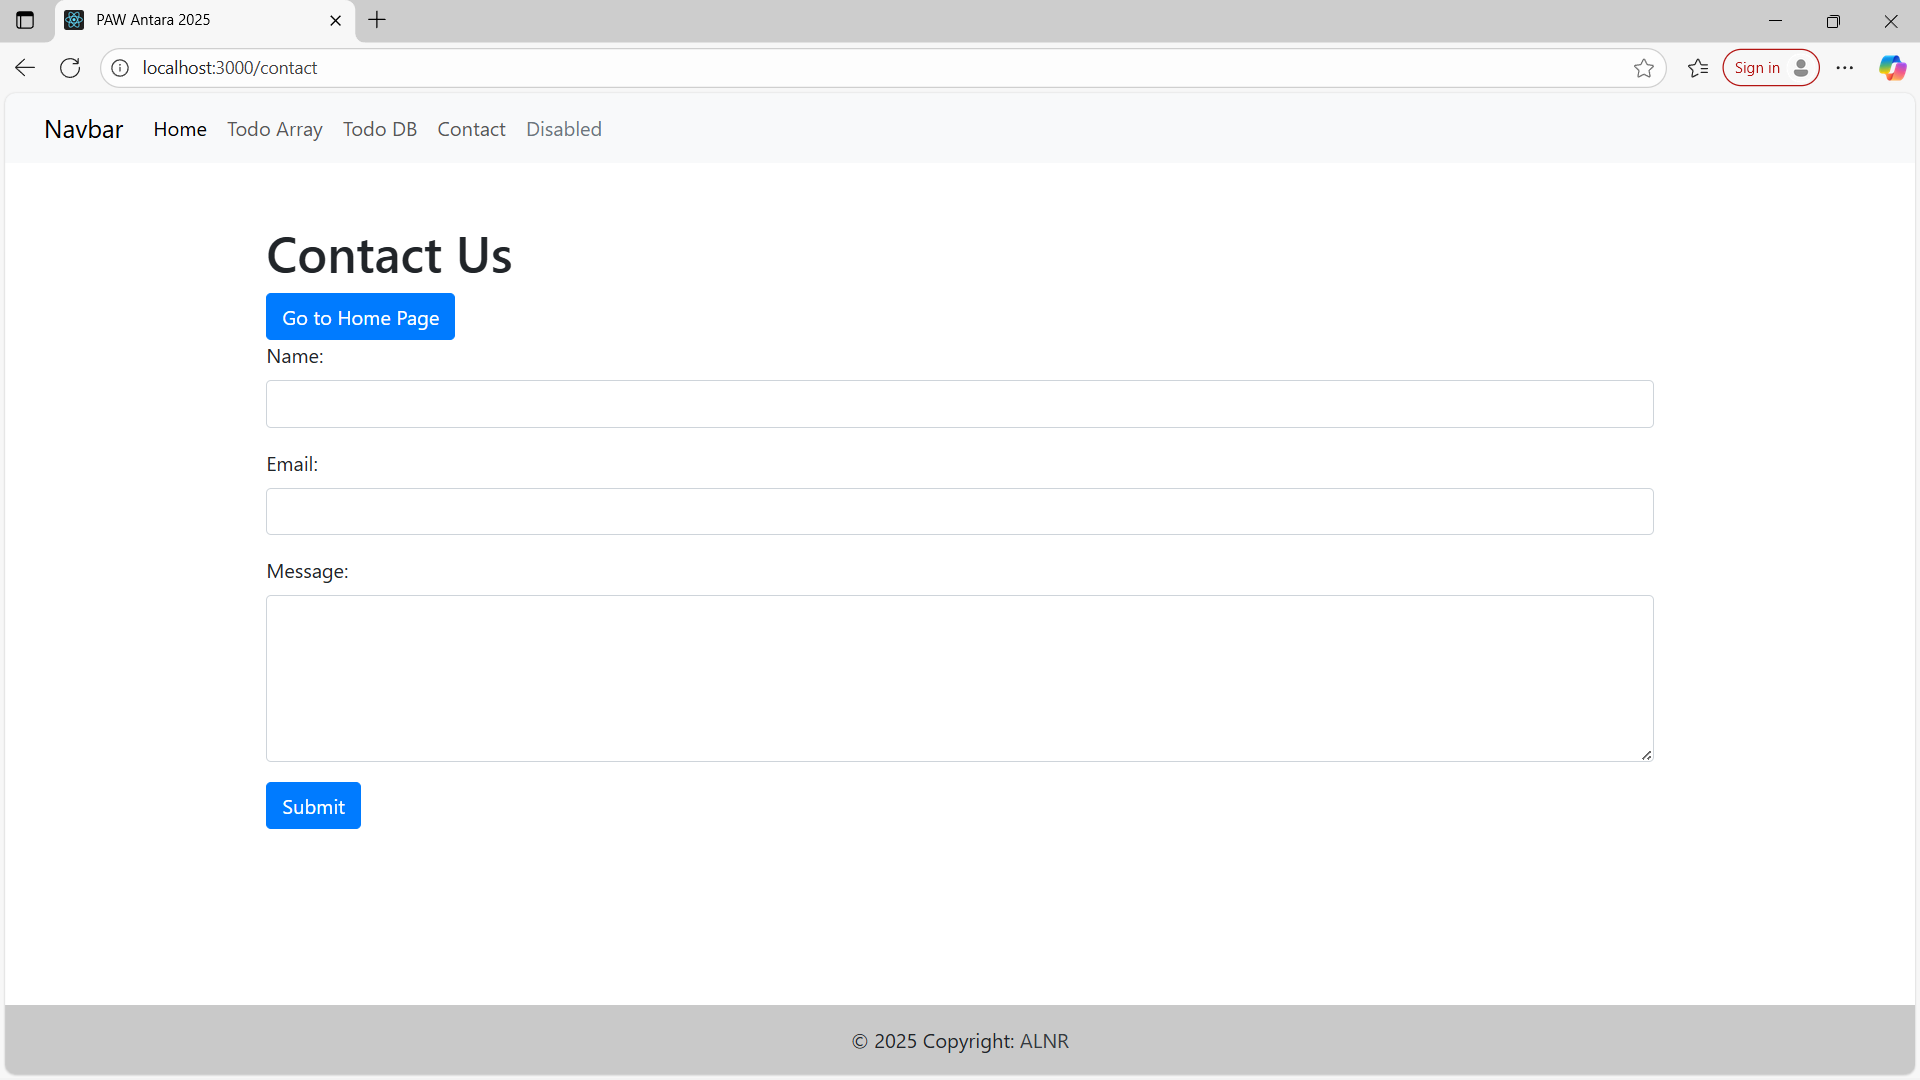 PAW Antara 2025
localhost:3000/contact
Sign in
Navbar Home Todo Array Todo DB Contact Disabled
Contact Us
Go to Home Page
Name:
Email:
Message:
Submit
© 2025 Copyright: ALNR